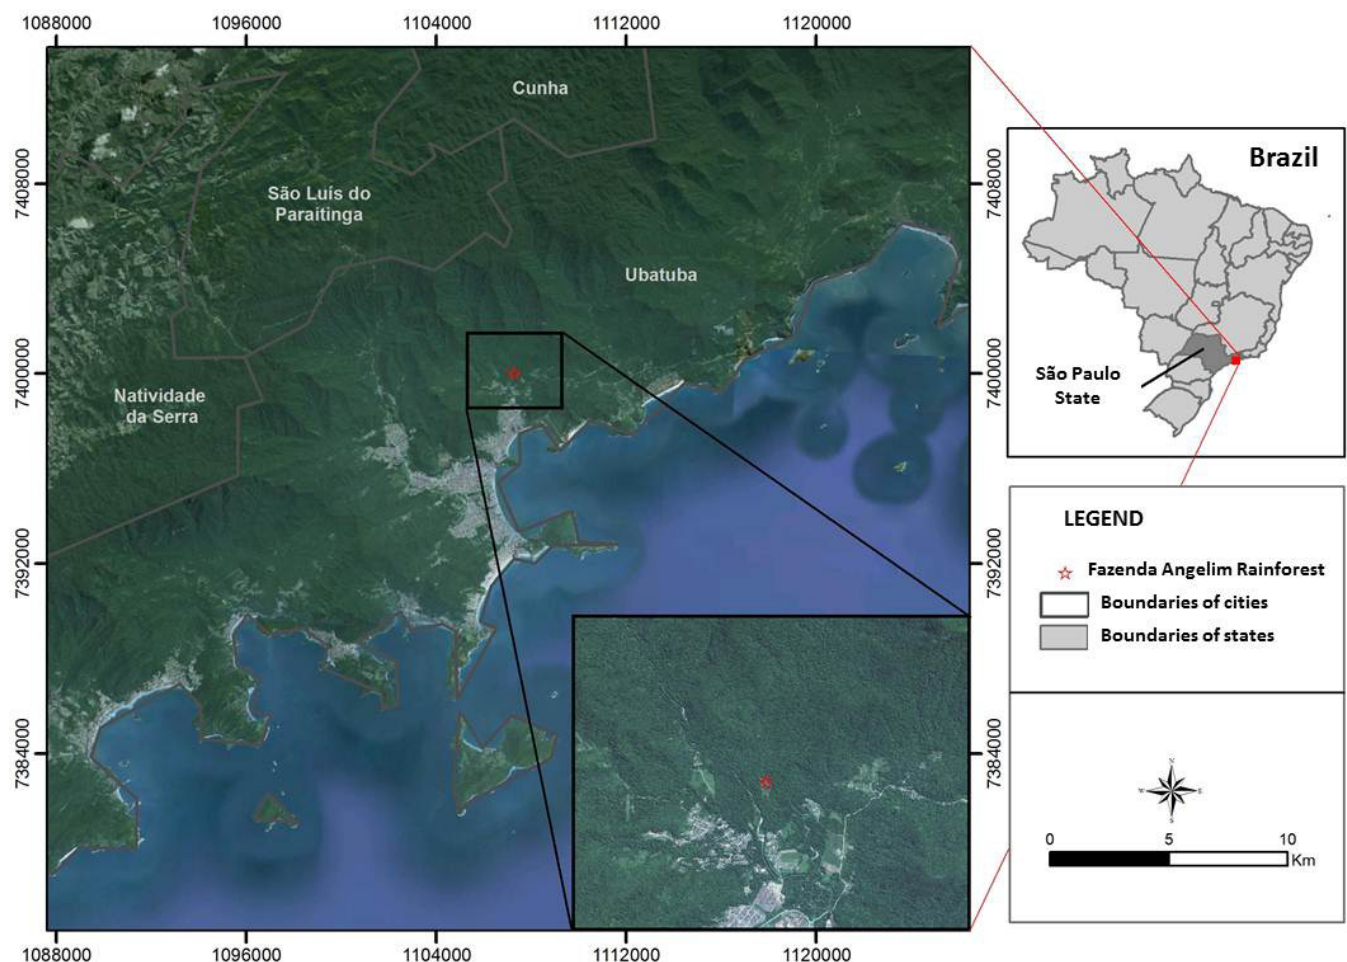 1088000 1096000 1104000 1112000 1120000
Cunha
São Luís do
Paraitinga
Ubatuba
Natividade
da Serra
7408000
7400000
7392000
7384000
7408000
7400000
7392000
7384000
1088000 1096000 1104000 1112000 1120000
Brazil
São Paulo
State
LEGEND
Fazenda Angelim Rainforest
Boundaries of cities
Boundaries of states
N
W E
S
0 5 10
Km